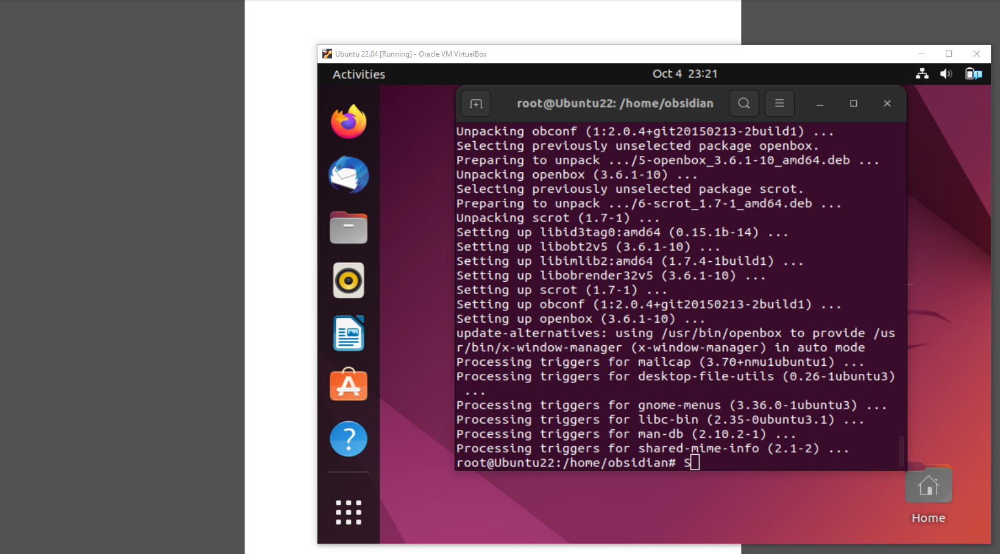 Ubuntu 22.04 [Running] - Oracle VM VirtualBox
Activities
Oct 4 23:21
root@Ubuntu22: /home/obsidian
Unpacking obconf (1:2.0.4+git20150213-2build1) ...
Selecting previously unselected package openbox.
Preparing to unpack .../5-openbox_3.6.1-10_amd64.deb ...
Unpacking openbox (3.6.1-10) ...
Selecting previously unselected package scrot.
Preparing to unpack .../6-scrot_1.7-1_amd64.deb ...
Unpacking scrot (1.7-1) ...
Setting up libid3tag0:amd64 (0.15.1b-14) ...
Setting up libobt2v5 (3.6.1-10) ...
Setting up libimlib2:amd64 (1.7.4-1build1) ...
Setting up libobrender32v5 (3.6.1-10) ...
Setting up scrot (1.7-1) ...
Setting up obconf (1:2.0.4+git20150213-2build1) ...
Setting up openbox (3.6.1-10) ...
update-alternatives: using /usr/bin/openbox to provide /us
r/bin/x-window-manager (x-window-manager) in auto mode
Processing triggers for mailcap (3.70+nmu1ubuntu1) ...
Processing triggers for desktop-file-utils (0.26-1ubuntu3)
...
Processing triggers for gnome-menus (3.36.0-1ubuntu3) ...
Processing triggers for libc-bin (2.35-0ubuntu3.1) ...
Processing triggers for man-db (2.10.2-1) ...
Processing triggers for shared-mime-info (2.1-2) ...
root@Ubuntu22:/home/obsidian# S
Home